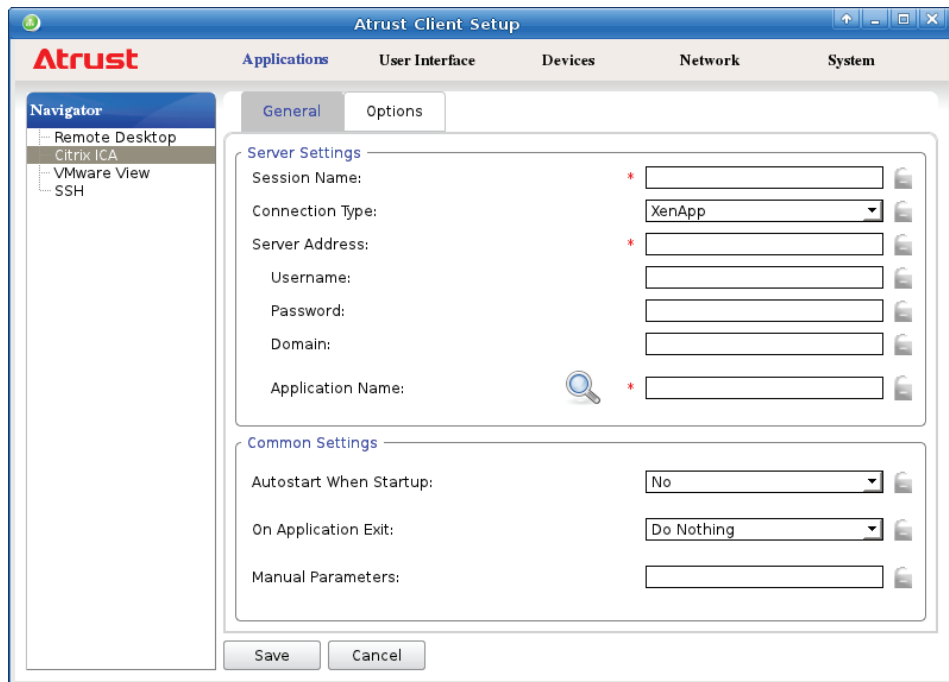 Atrust Client Setup
Atrust
Applications User Interface Devices Network System
Navigator
Remote Desktop
Citrix ICA
VMware View
SSH
General Options
Server Settings
Session Name: *
Connection Type: XenApp
Server Address: *
Username:
Password:
Domain:
Application Name: *
Common Settings
Autostart When Startup: No
On Application Exit: Do Nothing
Manual Parameters:
Save Cancel